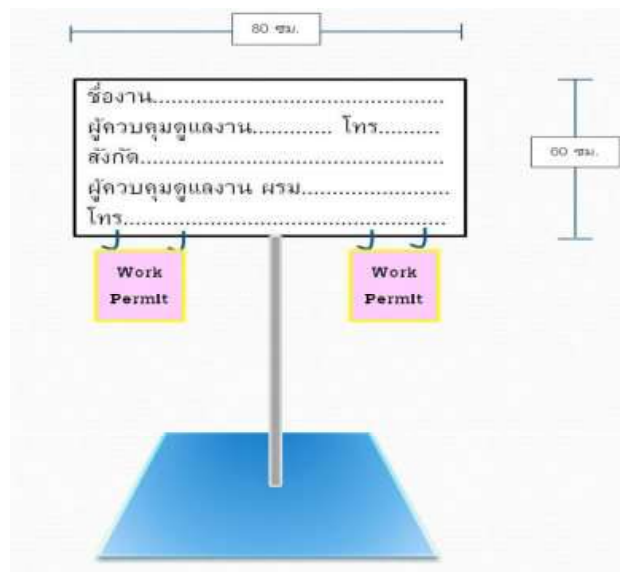 80 ซม.
ชื่องาน................................................
ผู้ควบคุมดูแลงาน............. โทร..........
สังกัด..................................................
ผู้ควบคุมดูแลงาน ผรม........................
โทร.....................................................
60 ซม.
Work
Permit
Work
Permit